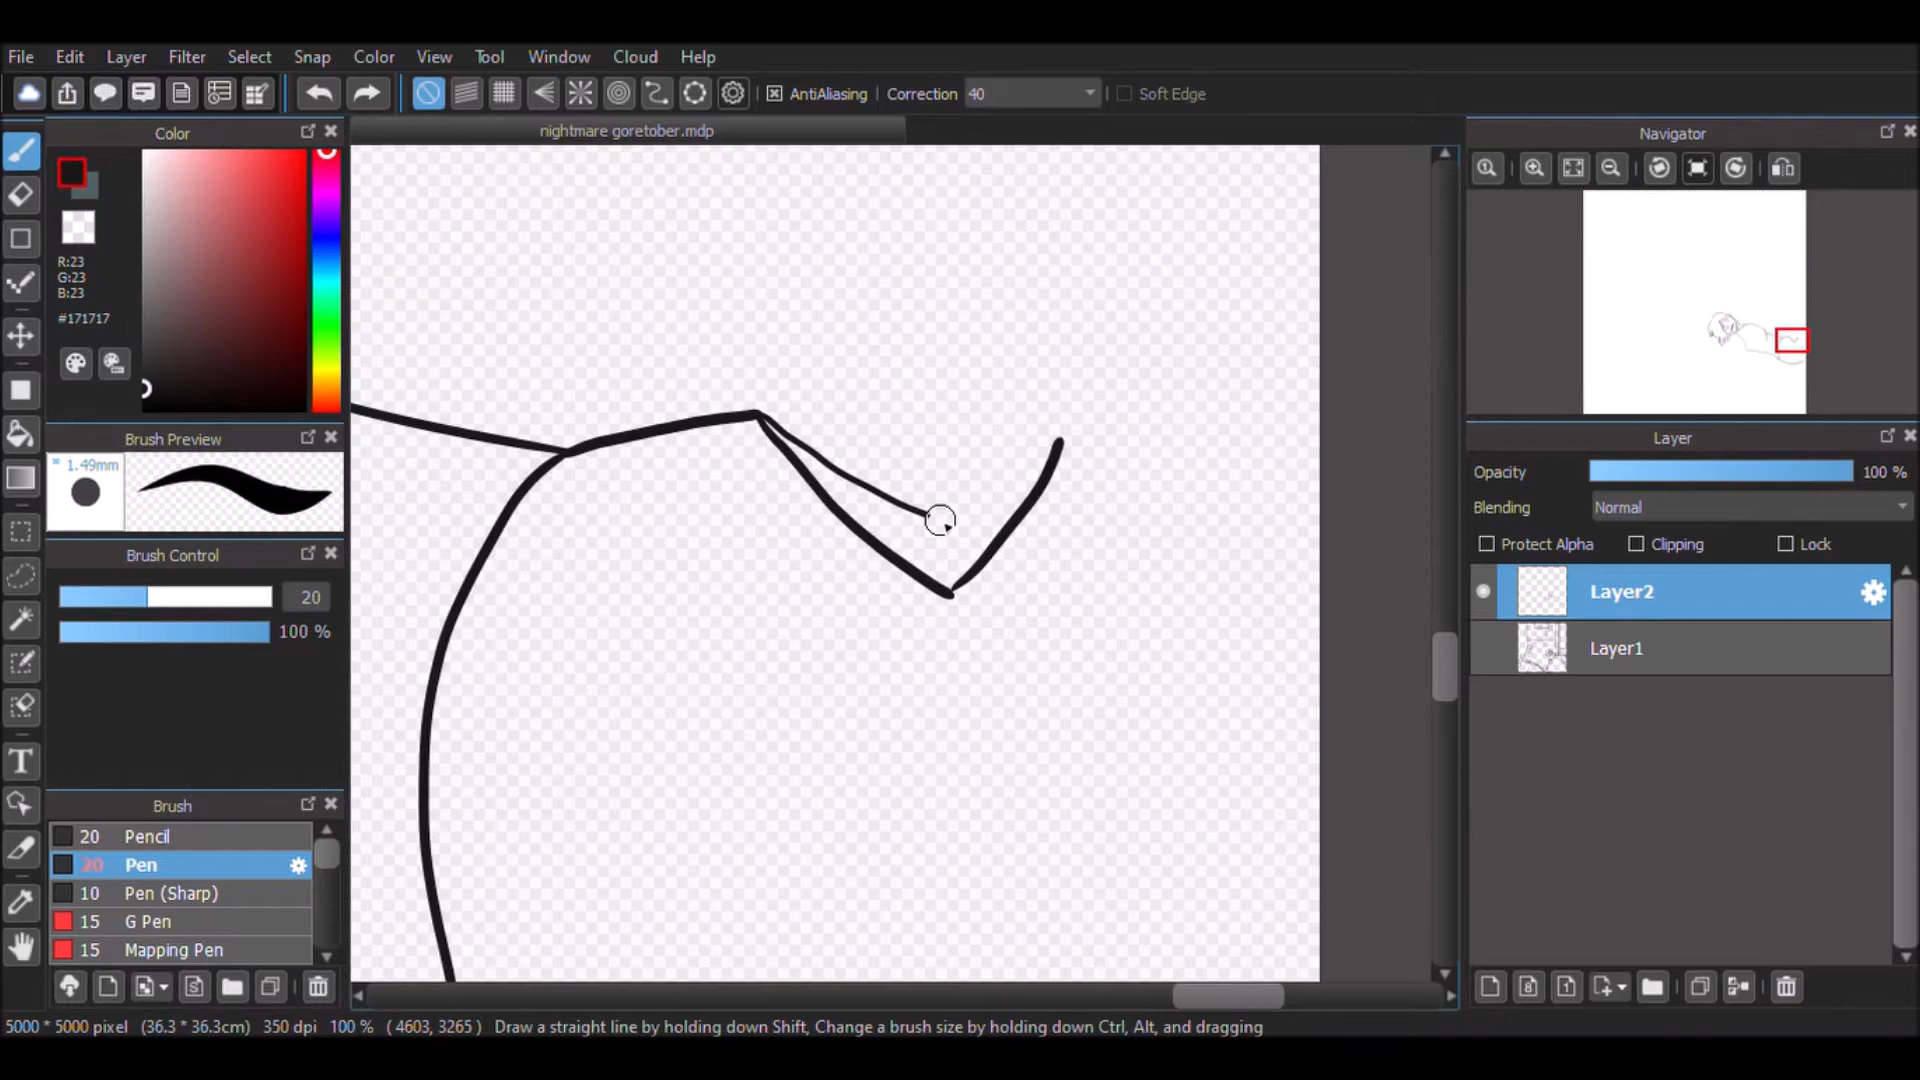 File Edit Layer Filter Select Snap Color View Tool Window Cloud Help
AntiAliasing Correction 40 Soft Edge
Color
nightmare goretober.mdp
Navigator
R:23
G:23
B:23
#171717
Brush Preview
* 1.49mm
Layer
Opacity 100 %
Blending Normal
Protect Alpha Clipping Lock
Brush Control
20
100 %
Layer2
Layer1
Brush
20 Pencil
20 Pen
10 Pen (Sharp)
15 G Pen
15 Mapping Pen
5000 * 5000 pixel (36.3 * 36.3cm) 350 dpi 100 % ( 4603, 3265 ) Draw a straight line by holding down Shift, Change a brush size by holding down Ctrl, Alt, and dragging